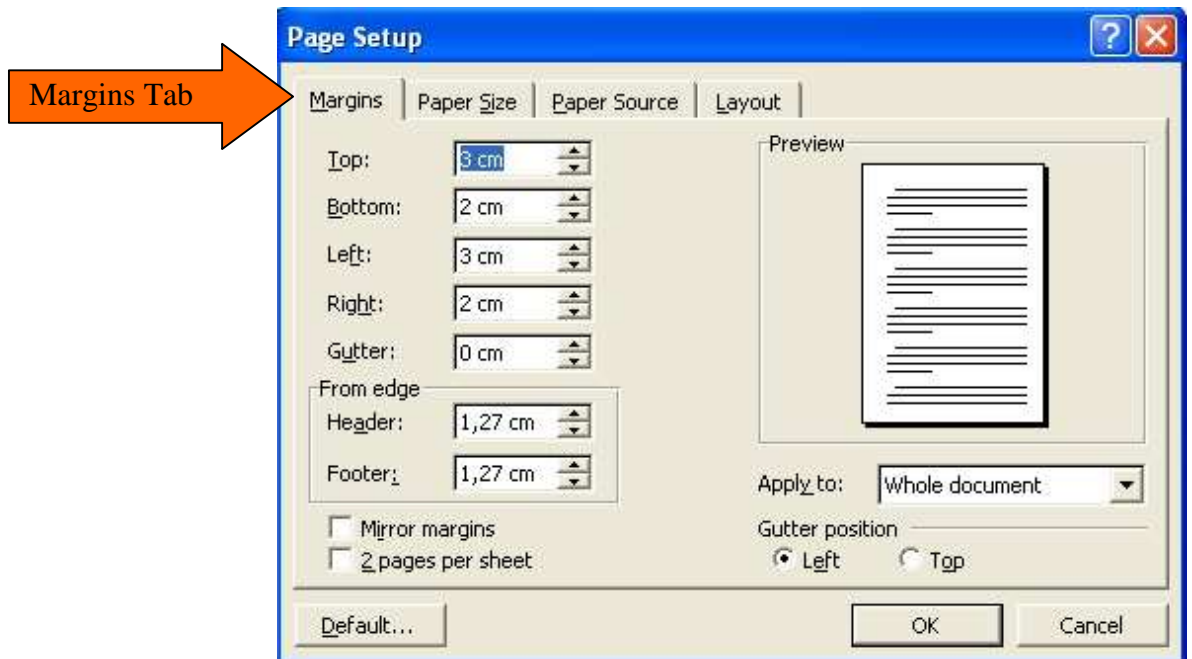 Page Setup
Margins Tab
Margins Paper Size Paper Source Layout
Top: 3 cm
Bottom: 2 cm
Left: 3 cm
Right: 2 cm
Gutter: 0 cm
From edge
Header: 1,27 cm
Footer: 1,27 cm
Mirror margins
2 pages per sheet
Preview
Apply to: Whole document
Gutter position
Left Top
Default... OK Cancel